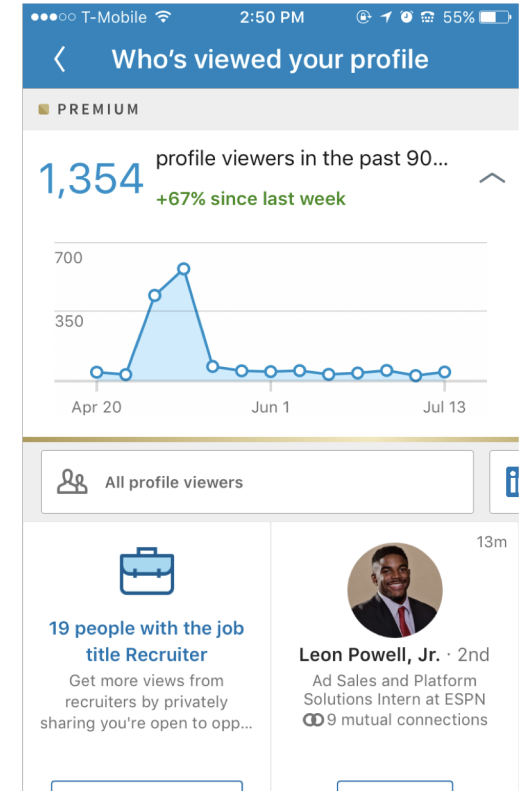 T-Mobile 2:50 PM 55%
Who's viewed your profile
PREMIUM
1,354
profile viewers in the past 90...
+67% since last week
700
350
Apr 20 Jun 1 Jul 13
All profile viewers
in
19 people with the job
title Recruiter
Get more views from
recruiters by privately
sharing you're open to opp...
13m
Leon Powell, Jr. · 2nd
Ad Sales and Platform
Solutions Intern at ESPN
9 mutual connections